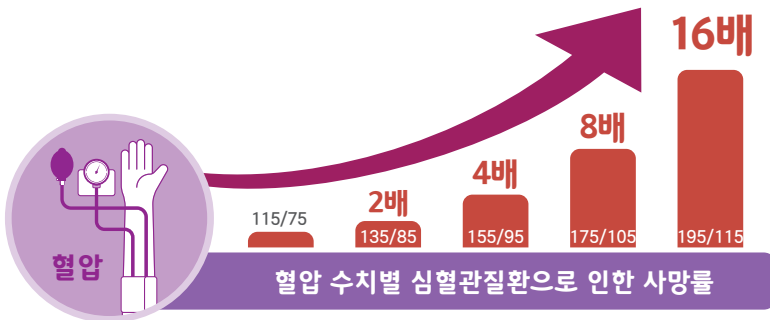 16배
8배
4배
2배
115/75
135/85
155/95
175/105
195/115
혈압
혈압 수치별 심혈관질환으로 인한 사망률